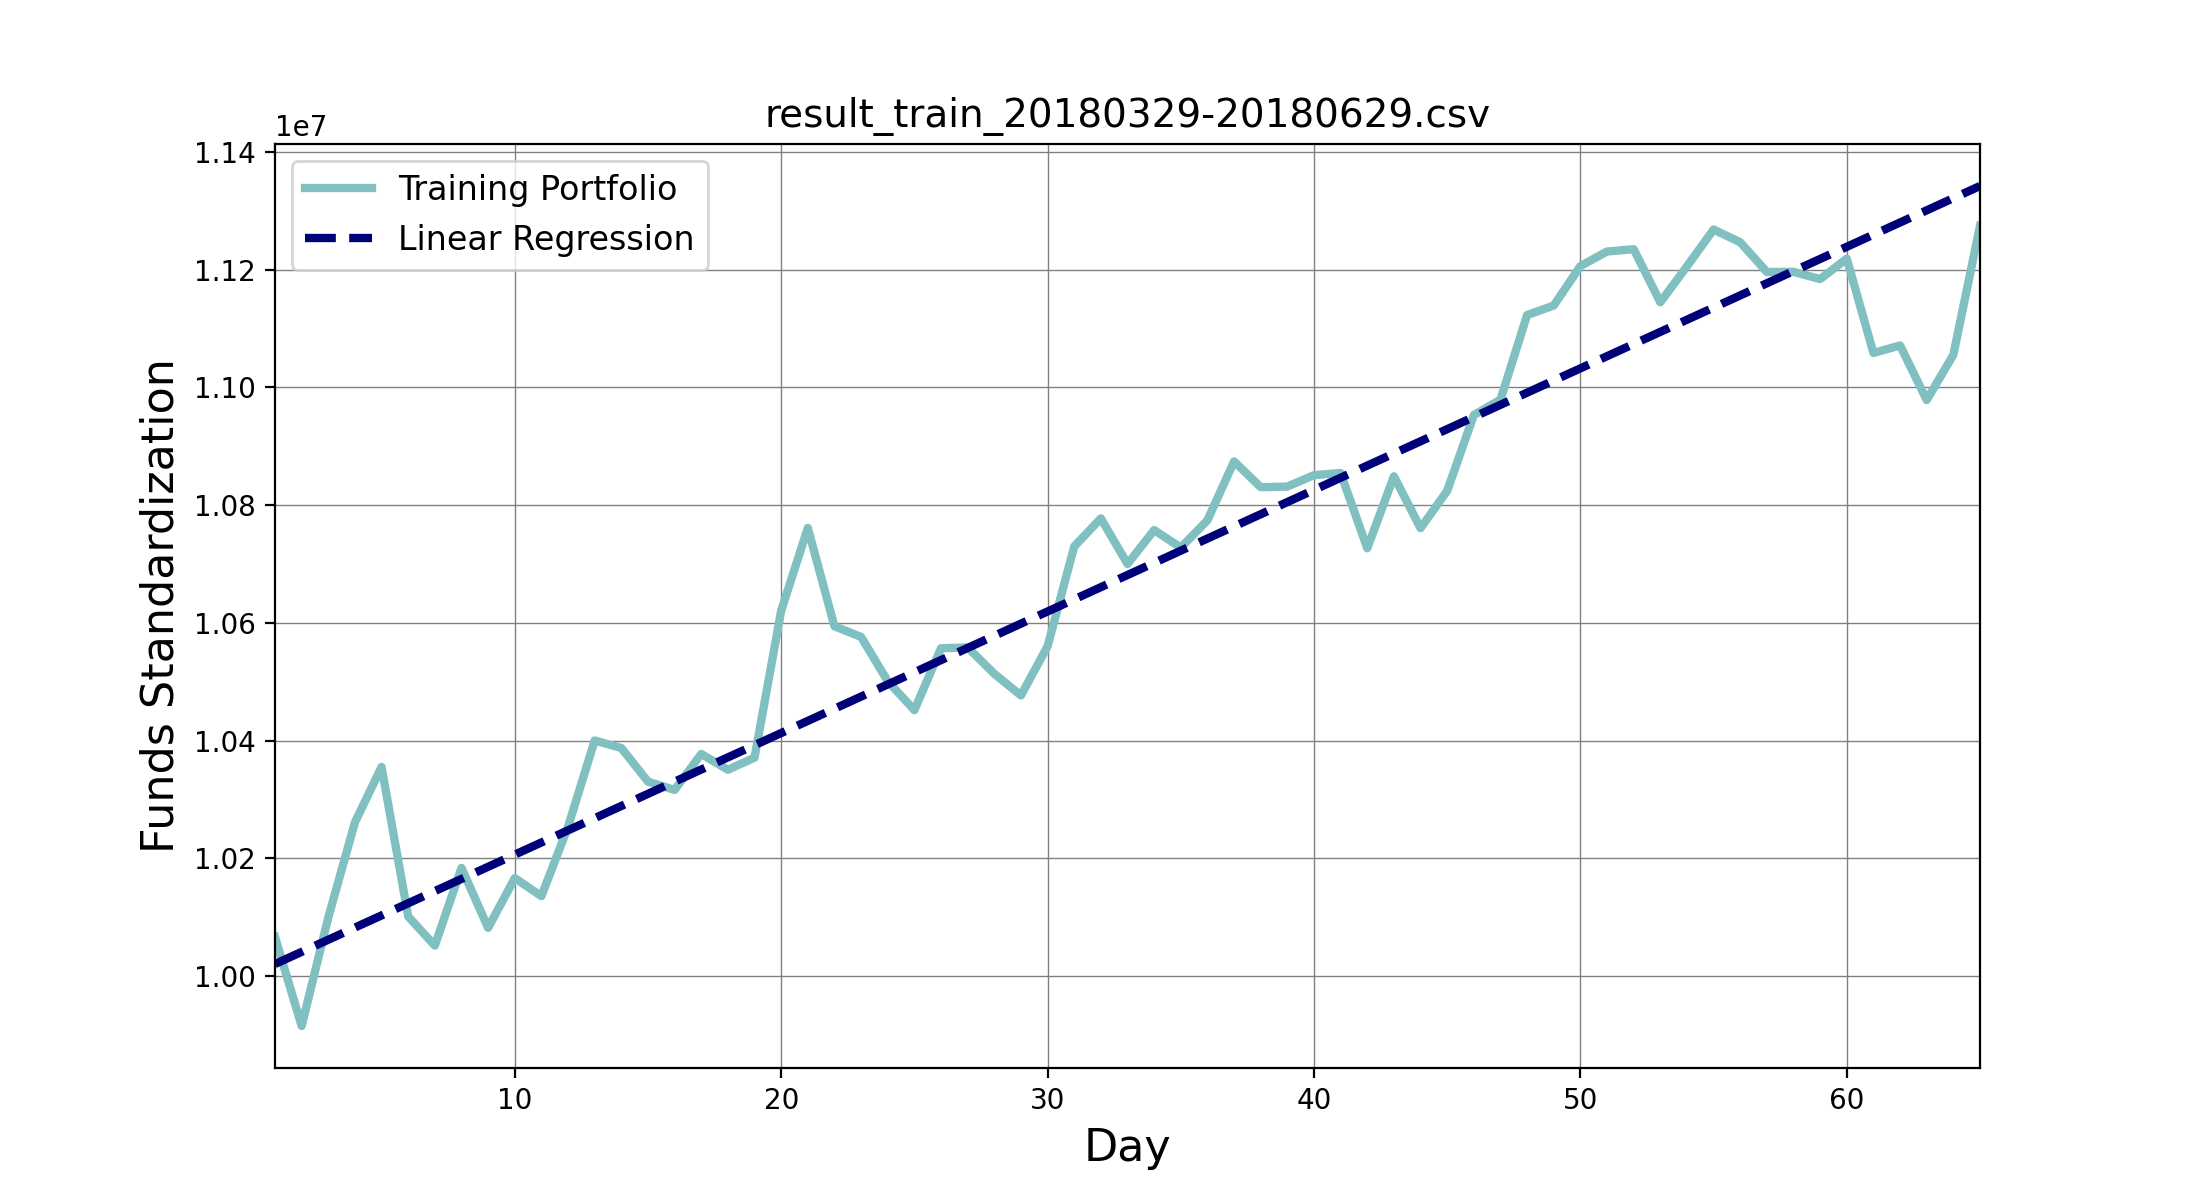 result_train_20180329-20180629.csv
1e7
1.14
1.12
1.10
1.08
1.06
1.04
1.02
1.00
Training Portfolio
Linear Regression
Funds Standardization
10 20 30 40 50 60
Day